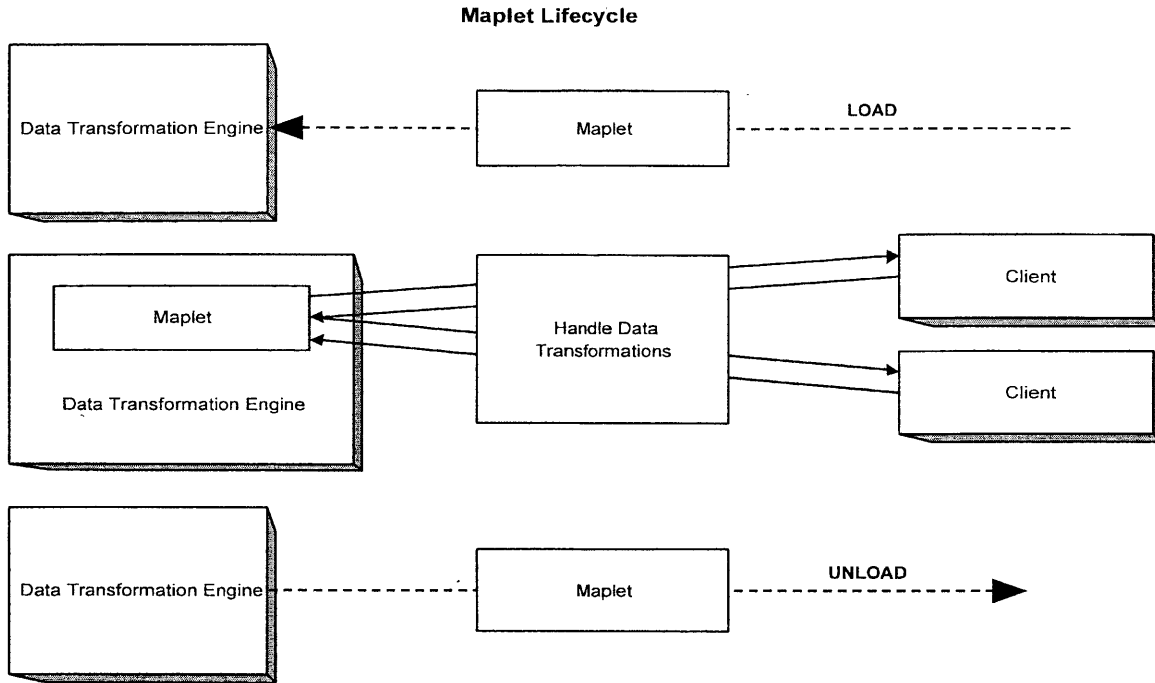 Maplet Lifecycle
Data Transformation Engine
Maplet
LOAD
Maplet
Data Transformation Engine
Handle Data
Transformations
Client
Client
Data Transformation Engine
Maplet
UNLOAD